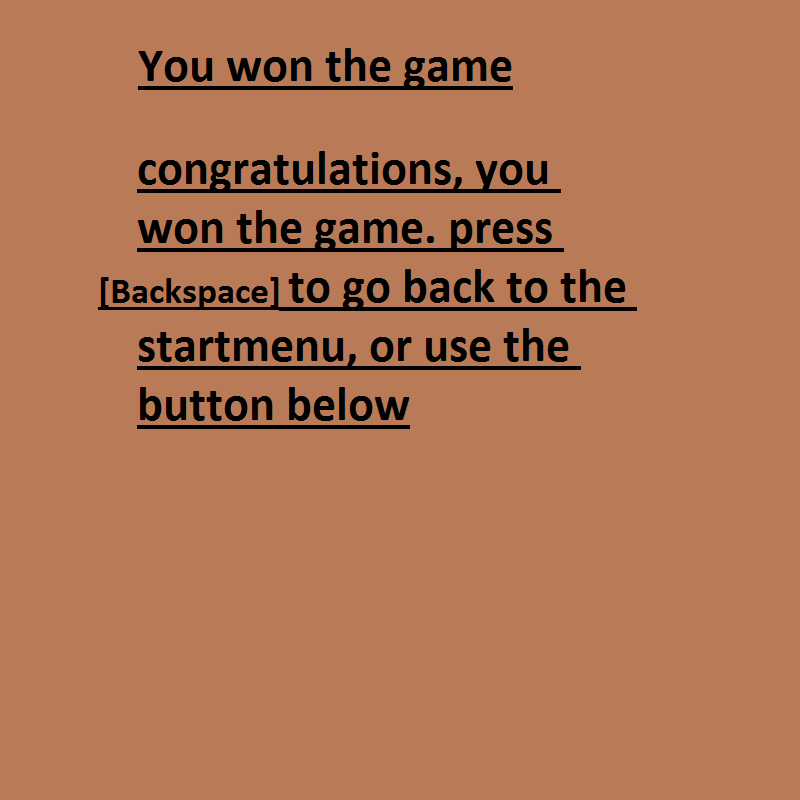 You won the game
congratulations, you
won the game. press
[Backspace] to go back to the
startmenu, or use the
button below